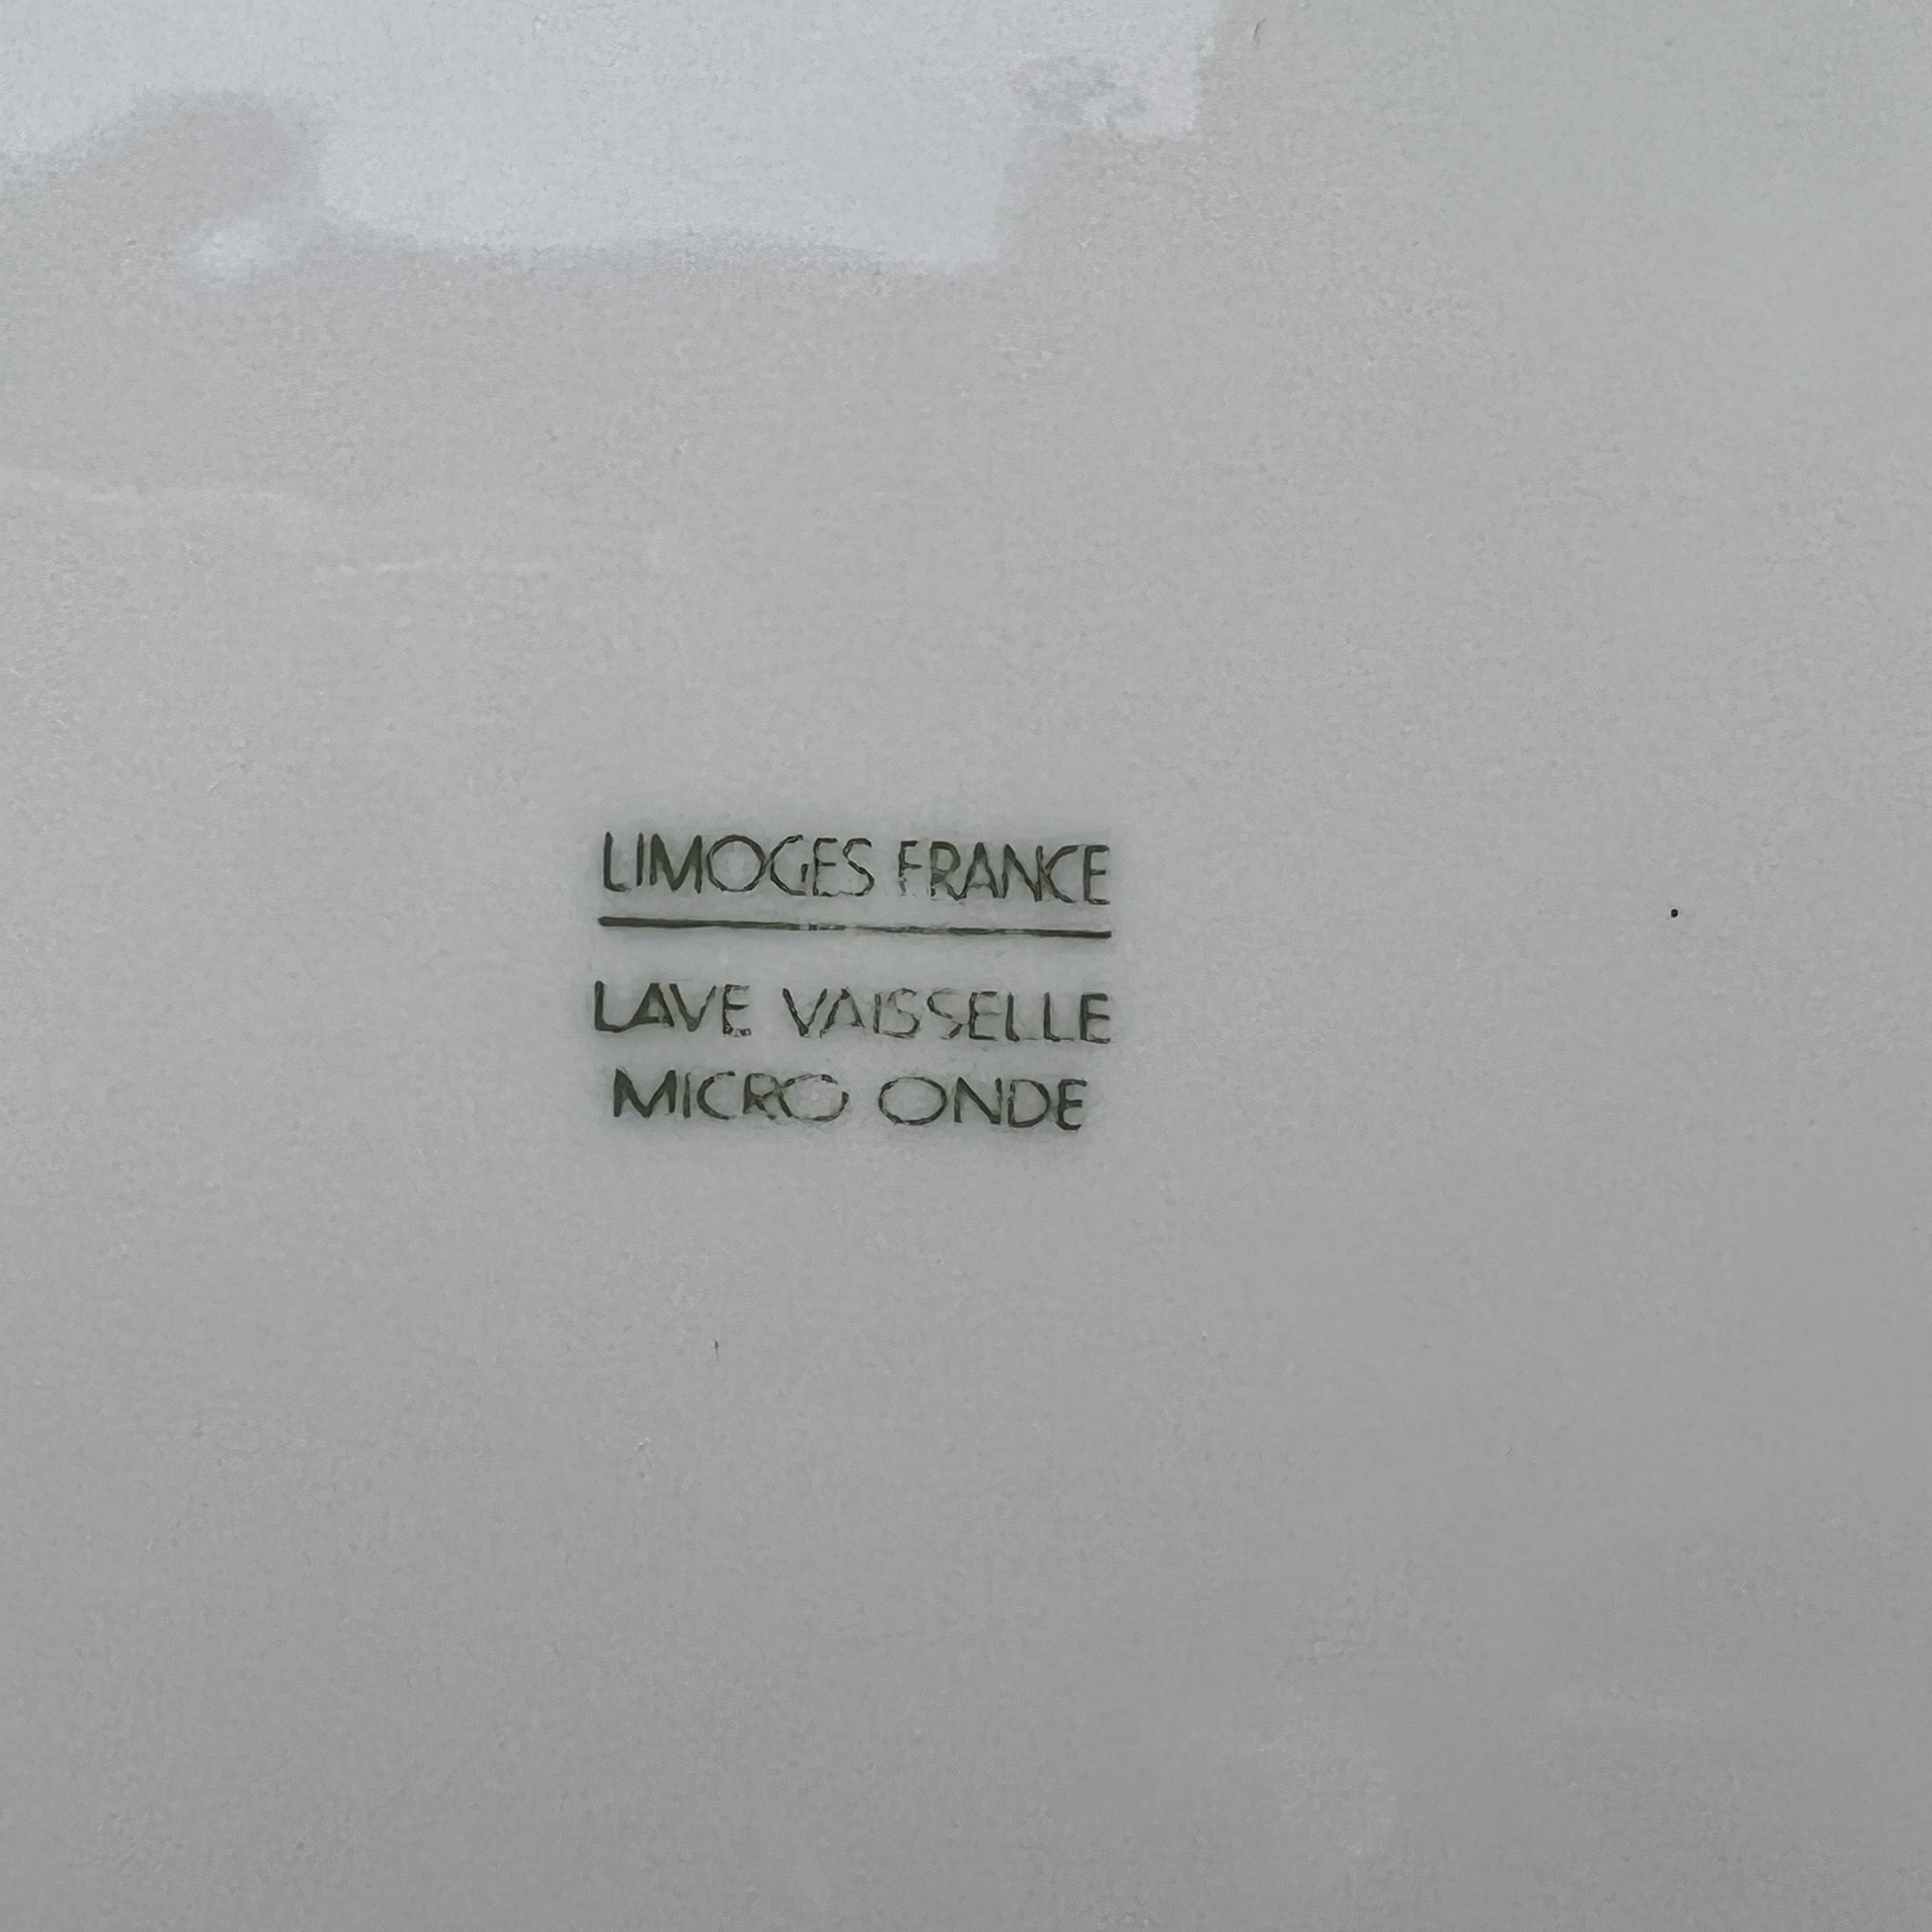 LIMOGES FRANCE
LAVE VAISSELLE
MICRO ONDE